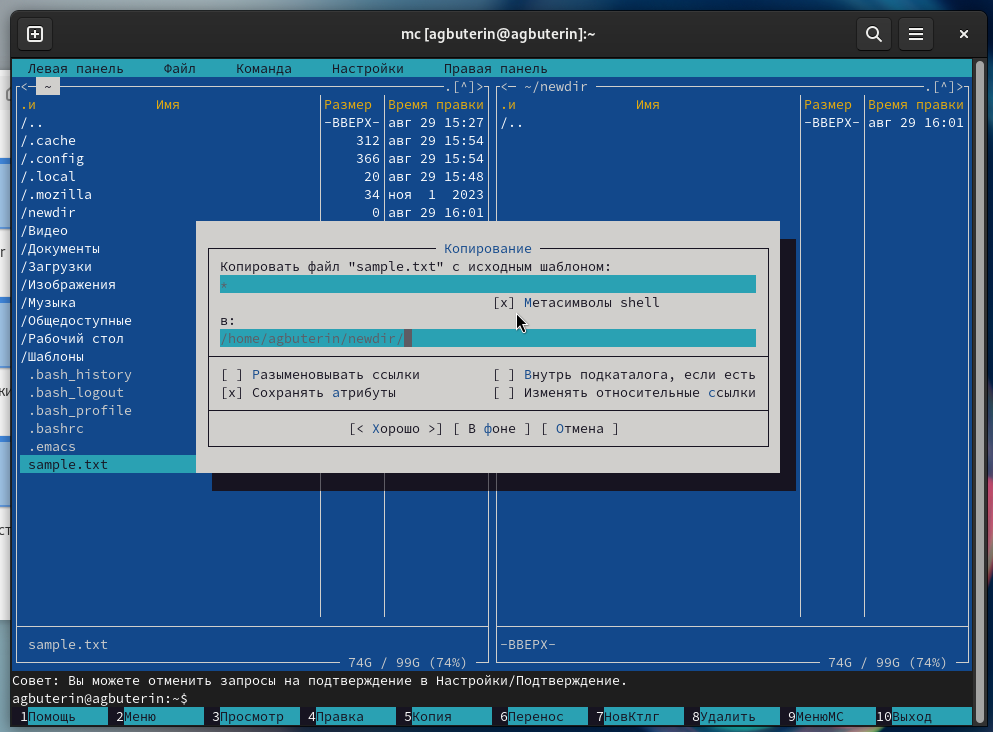 mc [agbuterin@agbuterin]:~
Левая панель Файл Команда Настройки Правая панель
<─ ~ .[^]>
.и Имя Размер Время правки
/.. -ВВЕРХ- авг 29 15:27
/.cache 312 авг 29 15:54
/.config 366 авг 29 15:54
/.local 20 авг 29 15:48
/.mozilla 34 ноя 1 2023
/newdir 0 авг 29 16:01
/Видео
/Документы
/Загрузки
/Изображения
/Музыка
/Общедоступные
/Рабочий стол
/Шаблоны
.bash_history
.bash_logout
.bash_profile
.bashrc
.emacs
sample.txt
sample.txt
74G / 99G (74%)
<─ ~/newdir .[^]>
.и Имя Размер Время правки
/.. -ВВЕРХ- авг 29 16:01
-ВВЕРХ-
74G / 99G (74%)
Копирование
Копировать файл "sample.txt" с исходным шаблоном:
*
[x] Метасимволы shell
в:
/home/agbuterin/newdir/
[ ] Разыменовывать ссылки [ ] Внутрь подкаталога, если есть
[x] Сохранять атрибуты [ ] Изменять относительные ссылки
[< Хорошо >] [ В фоне ] [ Отмена ]
Совет: Вы можете отменить запросы на подтверждение в Настройки/Подтверждение.
agbuterin@agbuterin:~$
1Помощь 2Меню 3Просмотр 4Правка 5Копия 6Перенос 7НовКтлг 8Удалить 9МенюMC 10Выход